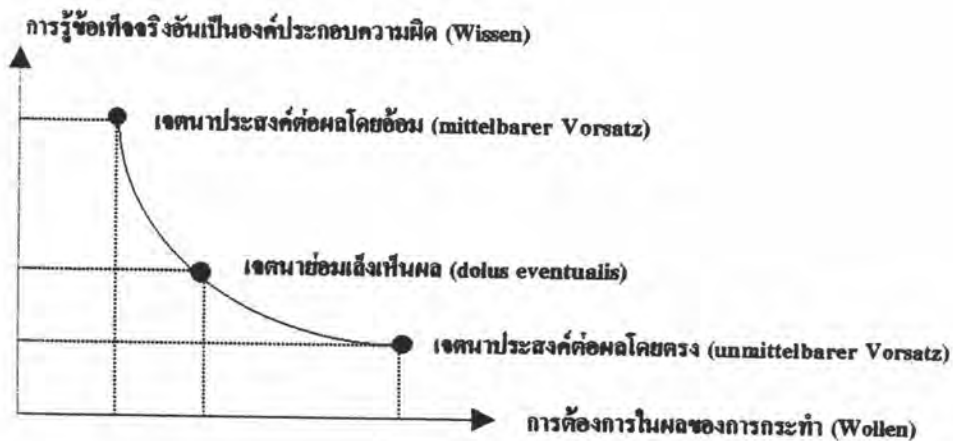 การรู้ข้อเท็จจริงอันเป็นองค์ประกอบความผิด (Wissen)
เจตนาประสงค์ต่อผลโดยอ้อม (mittelbarer Vorsatz)
เจตนาย่อมเล็งเห็นผล (dolus eventualis)
เจตนาประสงค์ต่อผลโดยตรง (unmittelbarer Vorsatz)
การต้องการในผลของการกระทำ (Wollen)